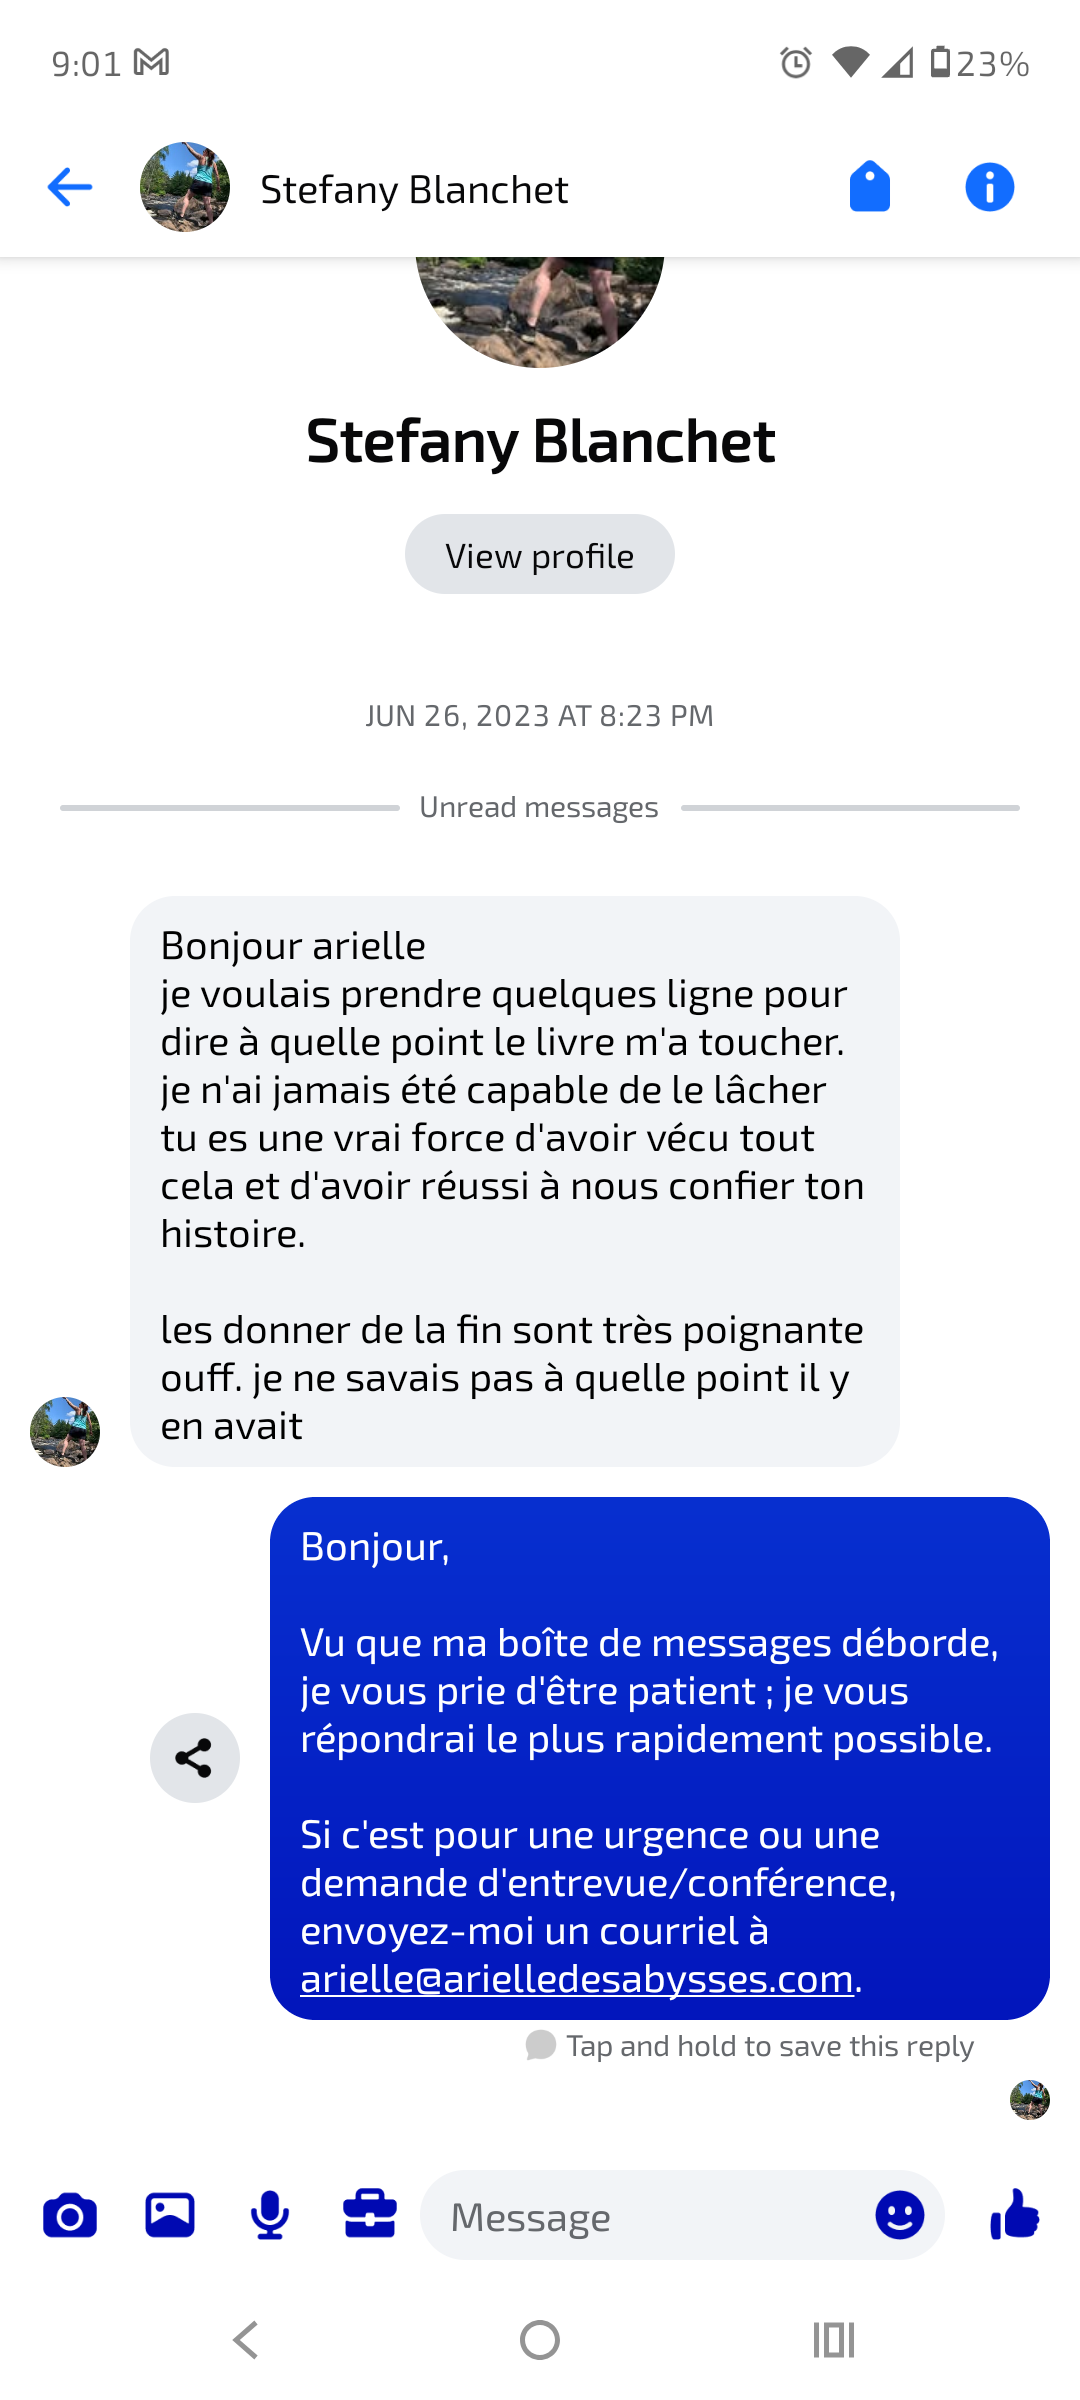 9:01
23%
Stefany Blanchet
Stefany Blanchet
View profile
JUN 26, 2023 AT 8:23 PM
Unread messages
Bonjour arielle
je voulais prendre quelques ligne pour
dire à quelle point le livre m'a toucher.
je n'ai jamais été capable de le lâcher
tu es une vrai force d'avoir vécu tout
cela et d'avoir réussi à nous confier ton
histoire.
les donner de la fin sont très poignante
ouff. je ne savais pas à quelle point il y
en avait
Bonjour,
Vu que ma boîte de messages déborde,
je vous prie d'être patient ; je vous
répondrai le plus rapidement possible.
Si c'est pour une urgence ou une
demande d'entrevue/conférence,
envoyez-moi un courriel à
arielle@arielledesabysses.com.
Tap and hold to save this reply
Message